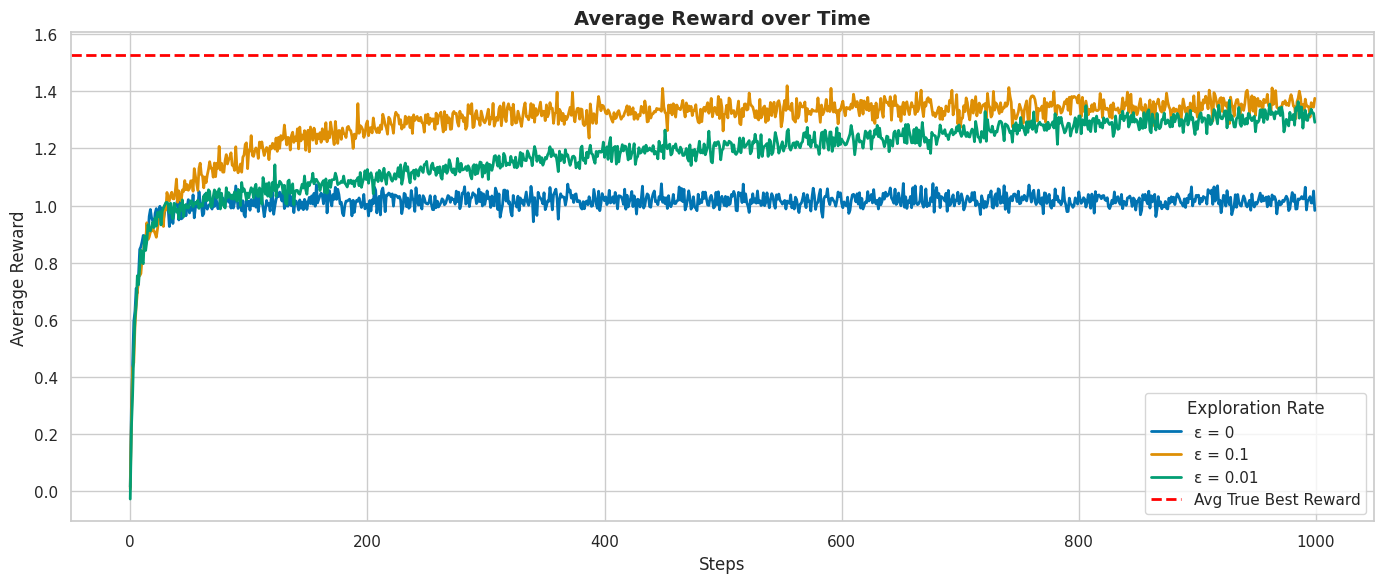 Average Reward over Time
Average Reward
1.6
1.4
1.2
1.0
0.8
0.6
0.4
0.2
0.0
0
200
400
600
800
1000
Steps
Exploration Rate
ε = 0
ε = 0.1
ε = 0.01
Avg True Best Reward